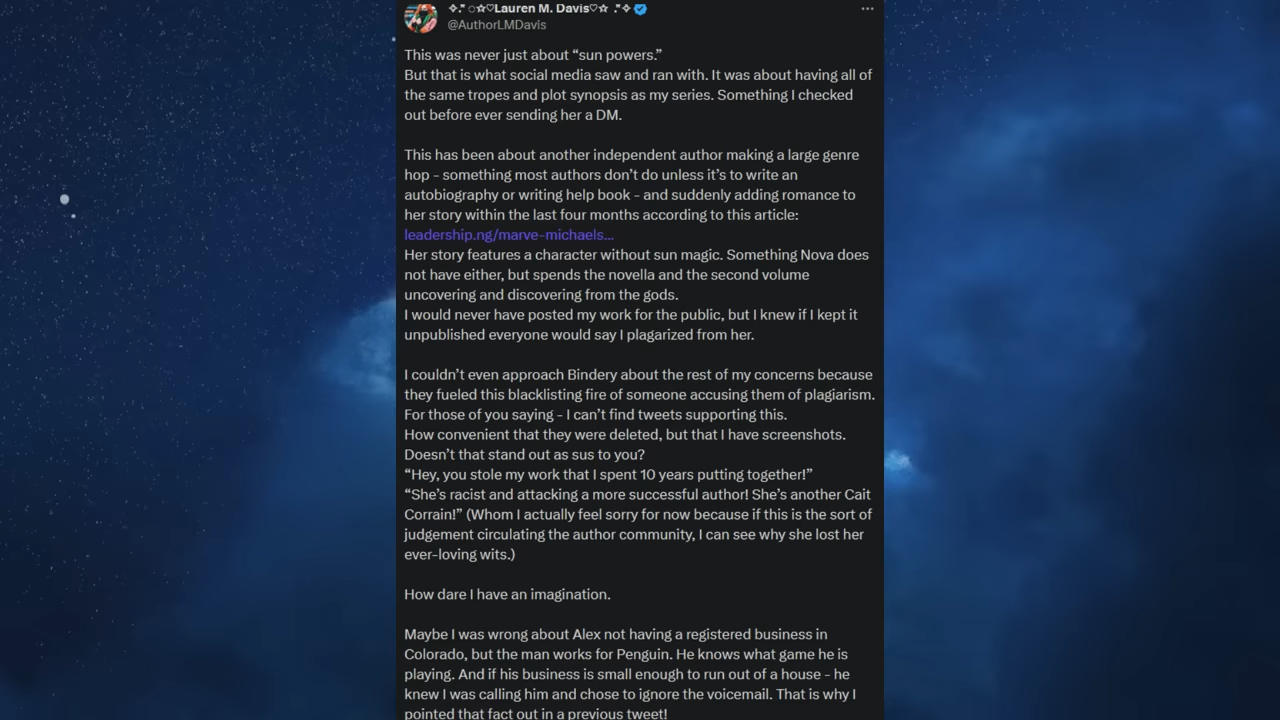 ✧.* ○☆♡Lauren M. Davis♡☆ .*✧
@AuthorLMDavis
This was never just about “sun powers.”
But that is what social media saw and ran with. It was about having all of
the same tropes and plot synopsis as my series. Something I checked
out before ever sending her a DM.
This has been about another independent author making a large genre
hop - something most authors don’t do unless it’s to write an
autobiography or writing help book - and suddenly adding romance to
her story within the last four months according to this article:
leadership.ng/marve-michaels...
Her story features a character without sun magic. Something Nova does
not have either, but spends the novella and the second volume
uncovering and discovering from the gods.
I would never have posted my work for the public, but I knew if I kept it
unpublished everyone would say I plagarized from her.
I couldn’t even approach Bindery about the rest of my concerns because
they fueled this blacklisting fire of someone accusing them of plagiarism.
For those of you saying - I can’t find tweets supporting this.
How convenient that they were deleted, but that I have screenshots.
Doesn’t that stand out as sus to you?
“Hey, you stole my work that I spent 10 years putting together!”
“She’s racist and attacking a more successful author! She’s another Cait
Corrain!” (Whom I actually feel sorry for now because if this is the sort of
judgement circulating the author community, I can see why she lost her
ever-loving wits.)
How dare I have an imagination.
Maybe I was wrong about Alex not having a registered business in
Colorado, but the man works for Penguin. He knows what game he is
playing. And if his business is small enough to run out of a house - he
knew I was calling him and chose to ignore the voicemail. That is why I
pointed that fact out in a previous tweet!